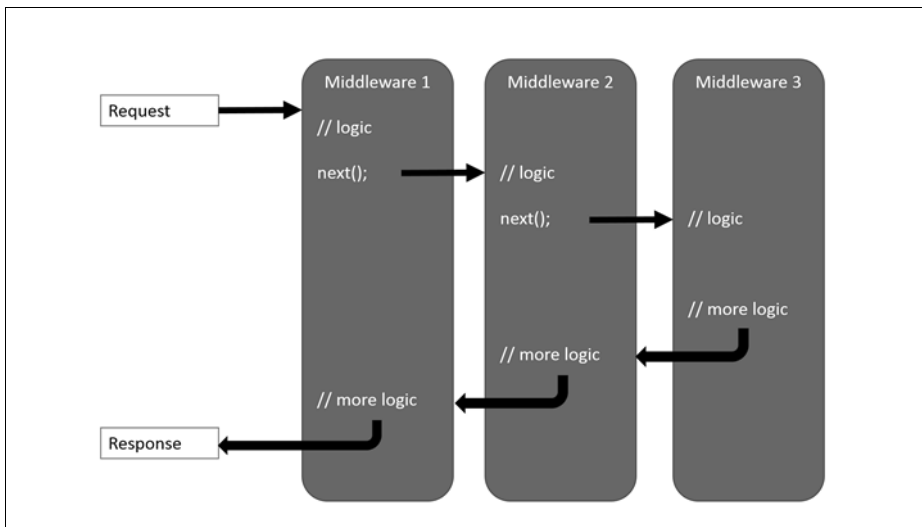 Middleware 1
Middleware 2
Middleware 3
Request
// logic
next();
// logic
next();
// logic
// more logic
// more logic
// more logic
Response